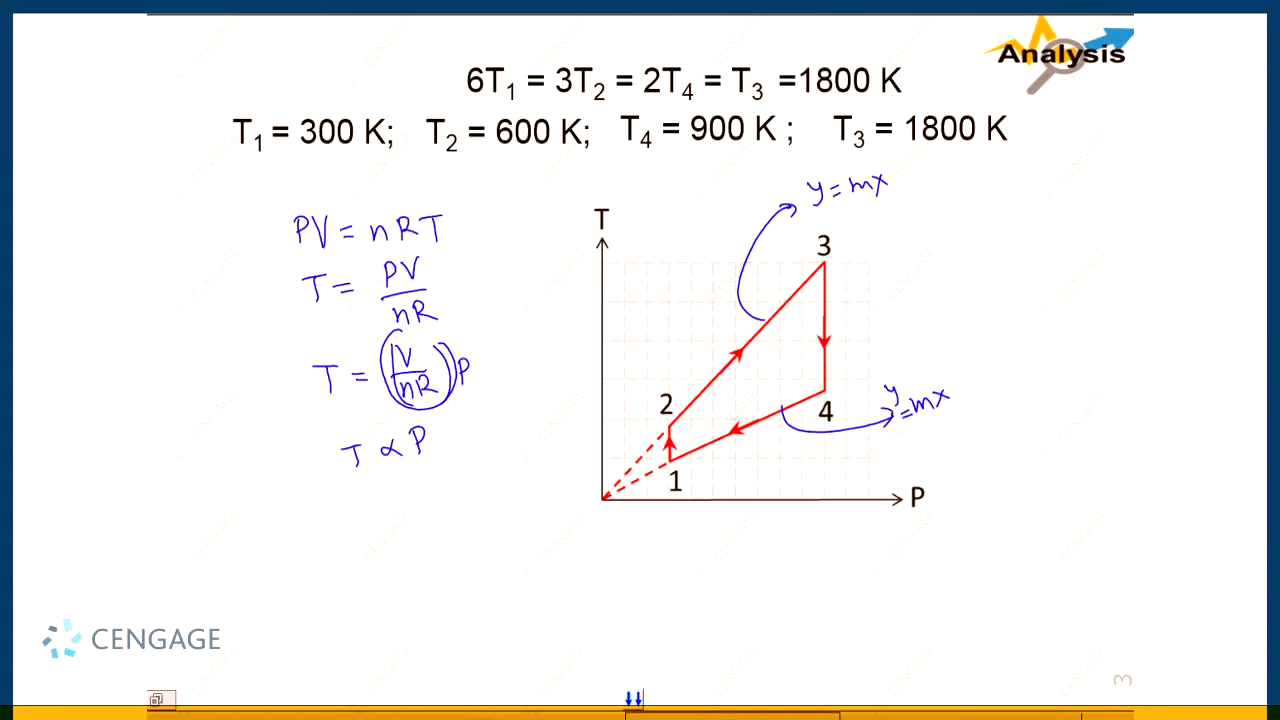 Analysis
6T₁ = 3T₂ = 2T₄ = T₃ =1800 K
T₁ = 300 K; T₂ = 600 K; T₄ = 900 K ; T₃ = 1800 K
y = mx
PV = nRT
T = PV/nR
T = (V/nR)P
T ∝ P
T
3
2
4
y = mx
1
P
CENGAGE
3